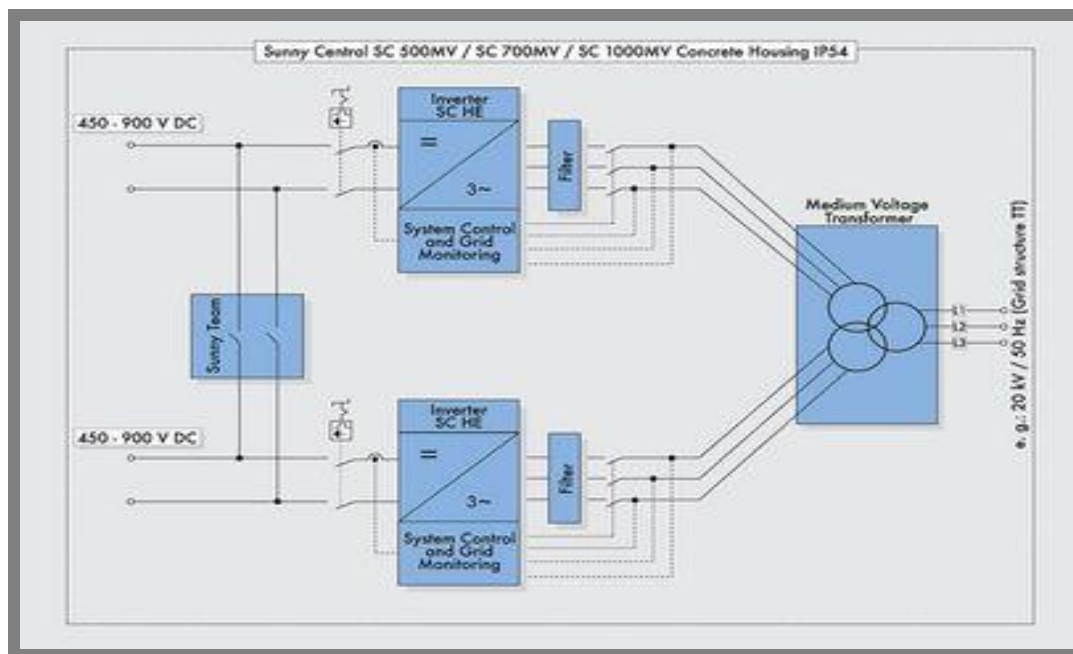 Sunny Central SC 500MV / SC 700MV / SC 1000MV Concrete Housing IP54
450 - 900 V DC
Inverter
SC HE
3~
System Control
and Grid
Monitoring
Filter
Medium Voltage
Transformer
L1
L2
L3
e. g.: 20 kV / 50 Hz (Grid structure TT)
Sunny Team
450 - 900 V DC
Inverter
SC HE
3~
System Control
and Grid
Monitoring
Filter